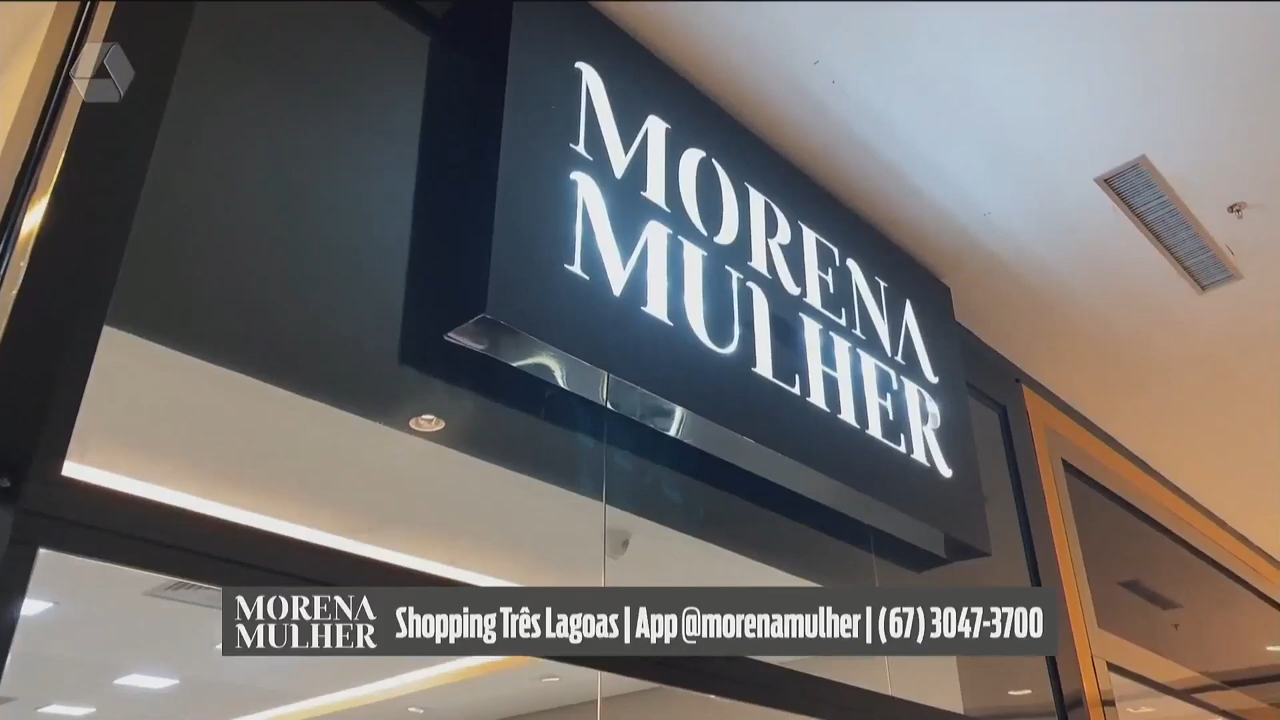 MORENA
MULHER
MORENA
MULHER
Shopping Três Lagoas | App @morenamulher | (67) 3047-3700